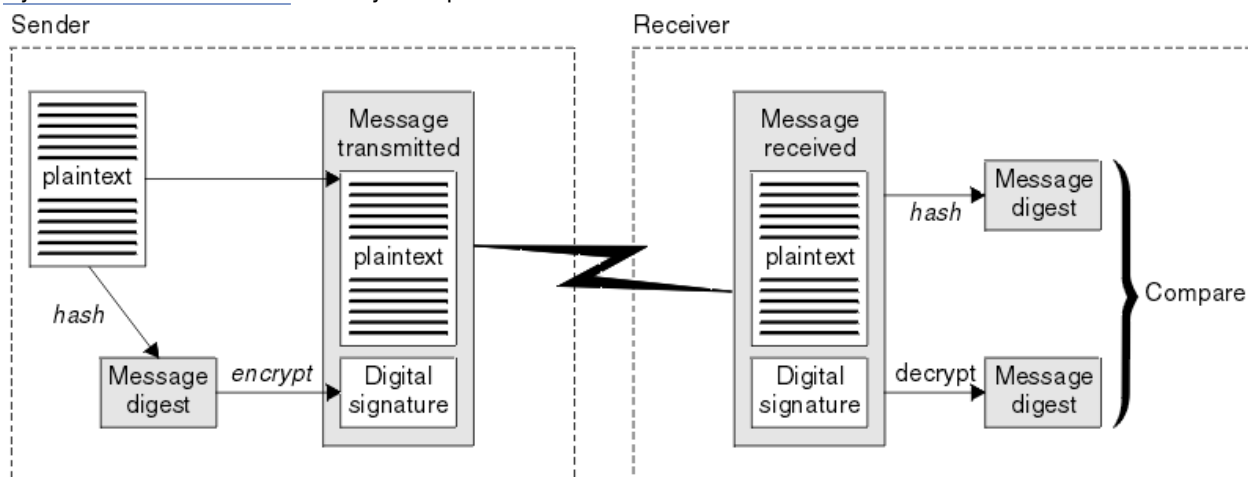 Sender
Receiver
plaintext
hash
Message
digest
encrypt
Message
transmitted
plaintext
Digital
signature
Message
received
plaintext
Digital
signature
hash
Message
digest
decrypt
Message
digest
Compare